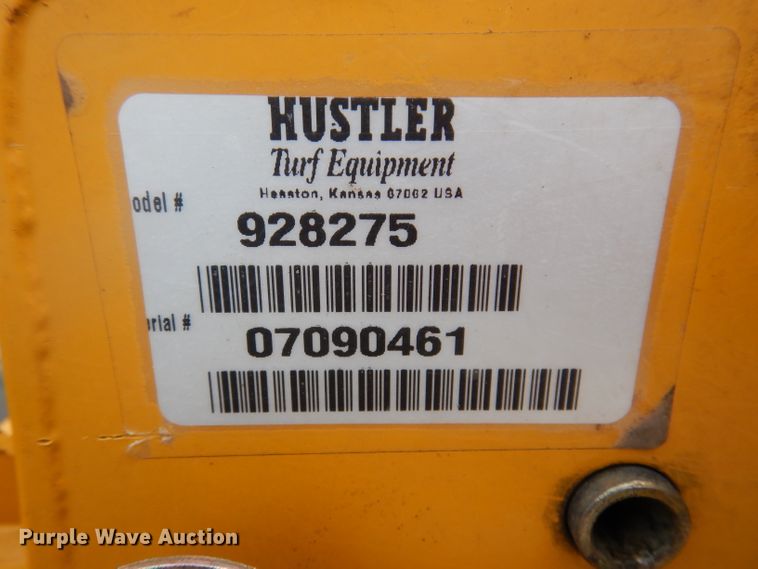 HUSTLER
Turf Equipment
Hesston, Kansas 67062 USA
odel #
928275
erial #
07090461
Purple Wave Auction